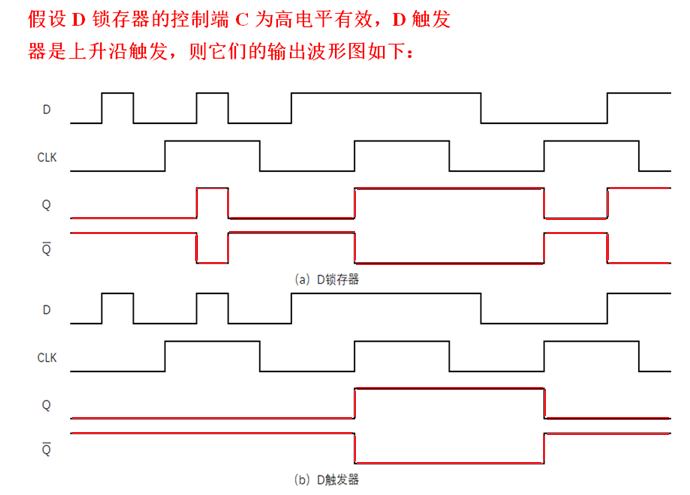 假设 D 锁存器的控制端 C 为高电平有效，D 触发
器是上升沿触发，则它们的输出波形图如下：
D
CLK
Q
Q̅
（a）D锁存器
D
CLK
Q
Q̅
（b）D触发器